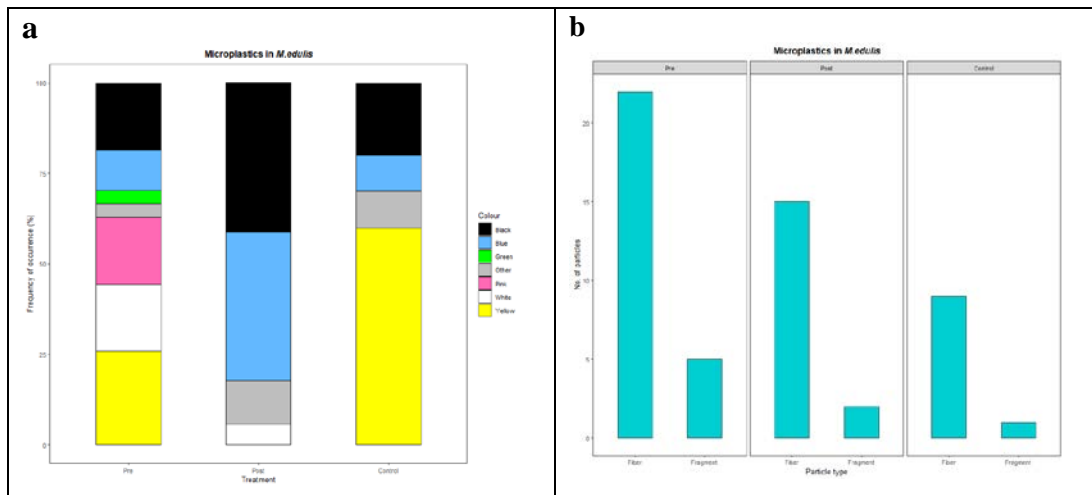 a
Microplastics in M.edulis
Frequency of occurrence (%)
100
75
50
25
0
Pre
Post
Control
Treatment
Colour
Black
Blue
Green
Other
Pink
White
Yellow
b
Microplastics in M.edulis
Pre
Post
Control
No. of particles
20
15
10
5
0
Fiber
Fragment
Fiber
Fragment
Fiber
Fragment
Particle type